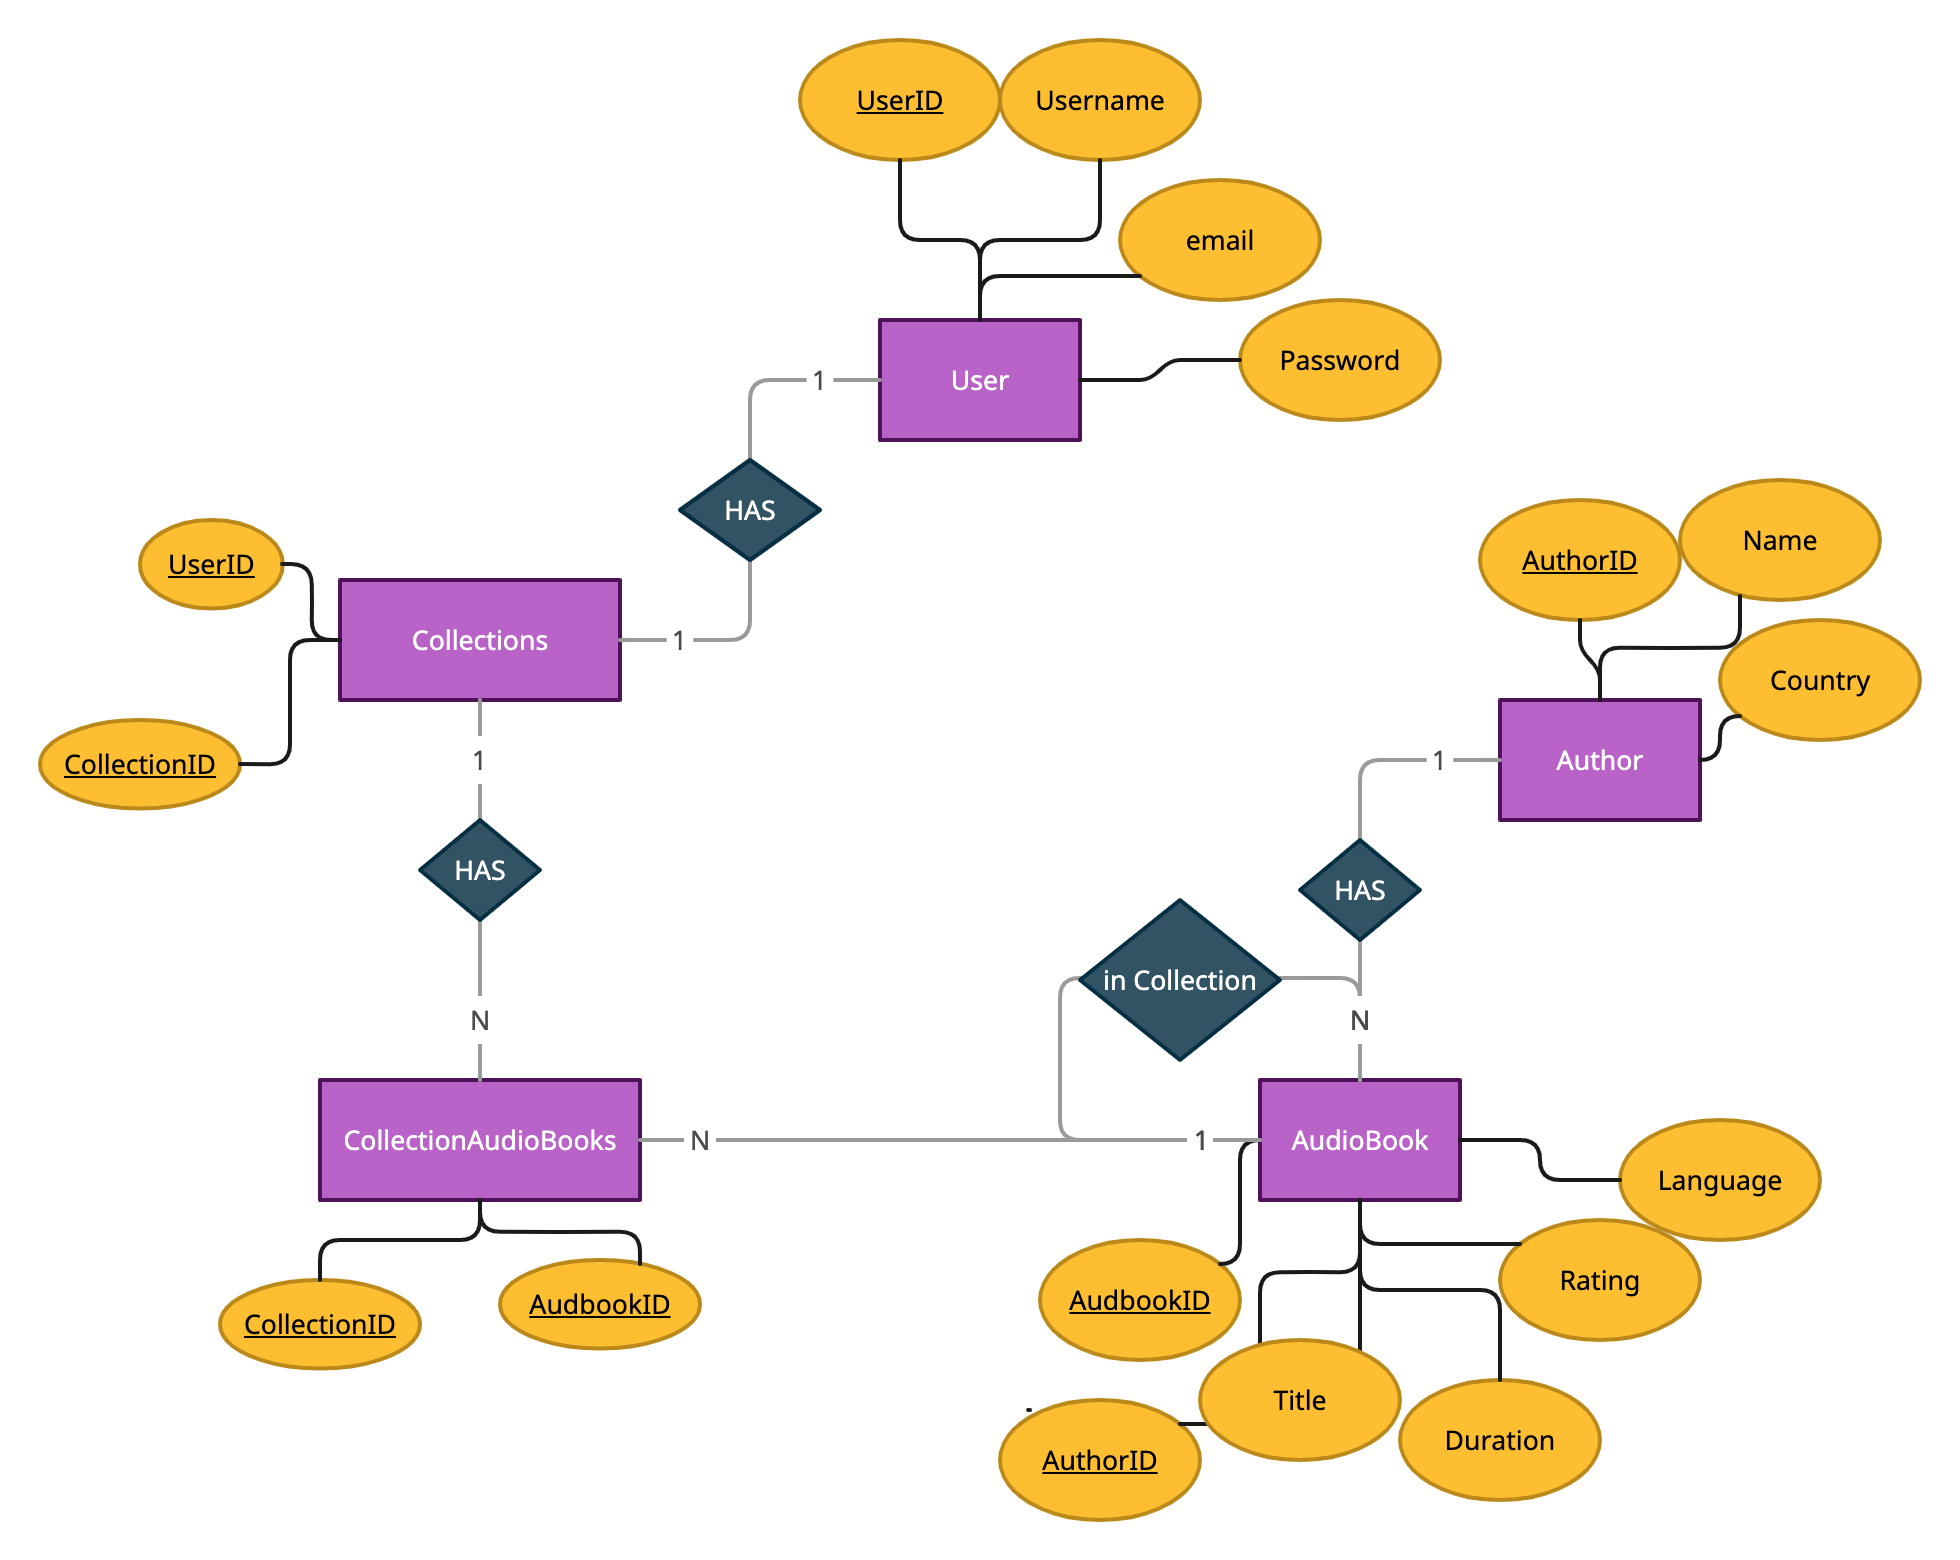 UserID
Username
email
Password
User
1
HAS
1
UserID
Collections
CollectionID
1
HAS
N
CollectionAudioBooks
CollectionID
AudbookID
N
1
AuthorID
Name
Country
Author
1
HAS
in Collection
N
AudioBook
Language
Rating
AudbookID
Title
Duration
AuthorID